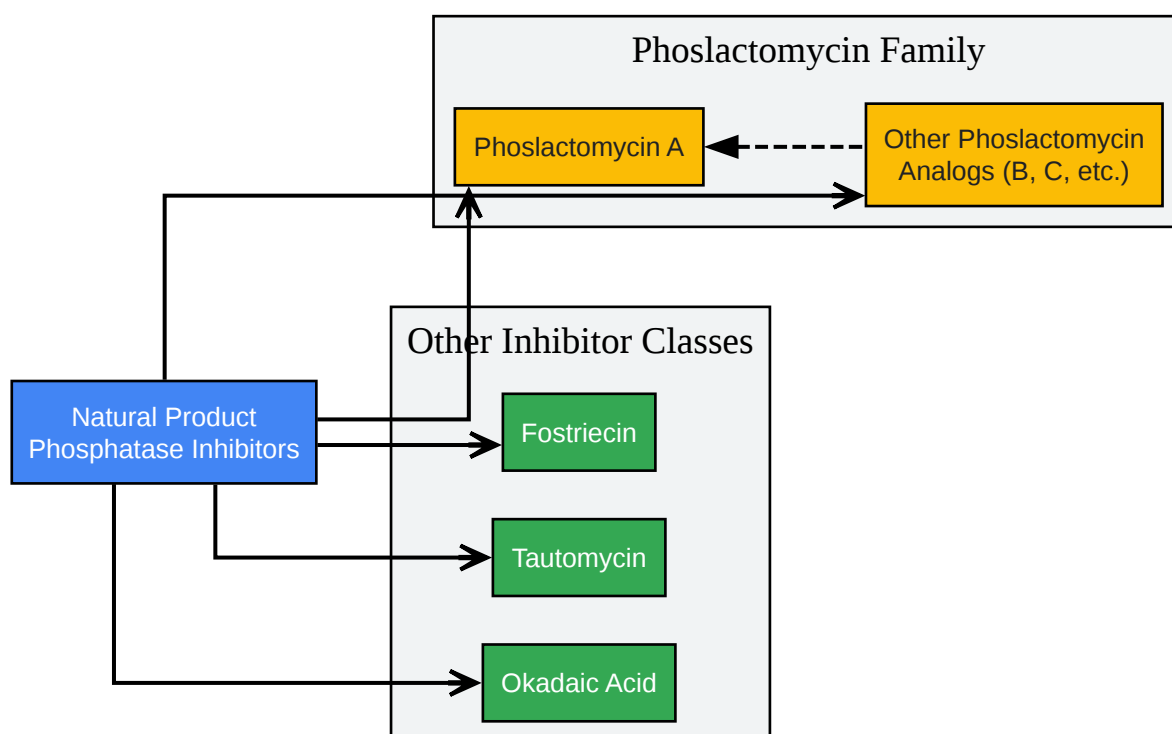 Phoslactomycin Family
Phoslactomycin A
Other Phoslactomycin
Analogs (B, C, etc.)
Other Inhibitor Classes
Natural Product
Phosphatase Inhibitors
Fostriecin
Tautomycin
Okadaic Acid